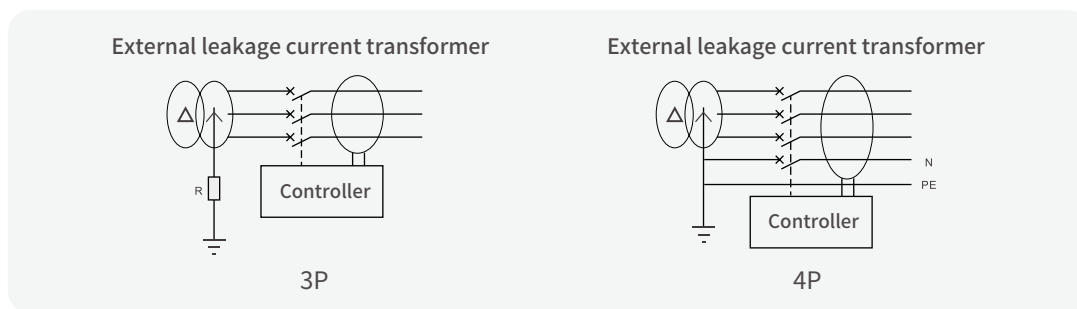 External leakage current transformer
R
Controller
3P
External leakage current transformer
N
PE
Controller
4P